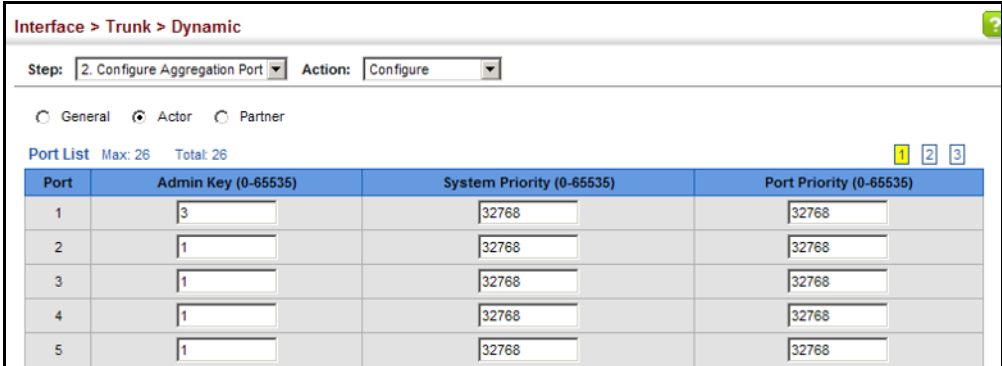 Interface > Trunk > Dynamic
?
Step: 2. Configure Aggregation Port Action: Configure
General Actor Partner
Port List Max: 26 Total: 26 1 2 3
Port Admin Key (0-65535) System Priority (0-65535) Port Priority (0-65535)
1 3 32768 32768
2 1 32768 32768
3 1 32768 32768
4 1 32768 32768
5 1 32768 32768